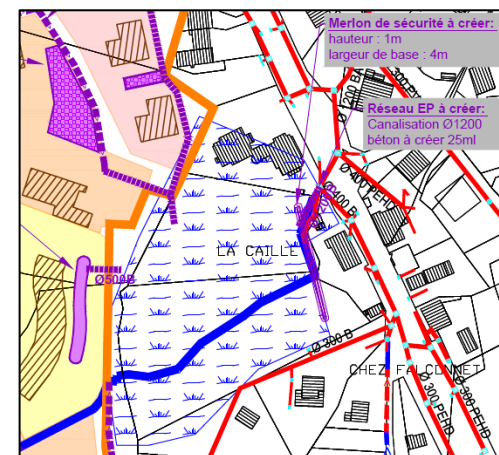 Merlon de sécurité à créer:
hauteur : 1m
largeur de base : 4m
Réseau EP à créer:
Canalisation Ø1200
béton à créer 25ml
Ø 1200 BA
Ø 400 PEHD
Ø 400 B
LA CAILLE
Ø500B
Ø 300 B
CHEZ FALCONNET
Ø 300 PEHD
Ø 300 PEHD